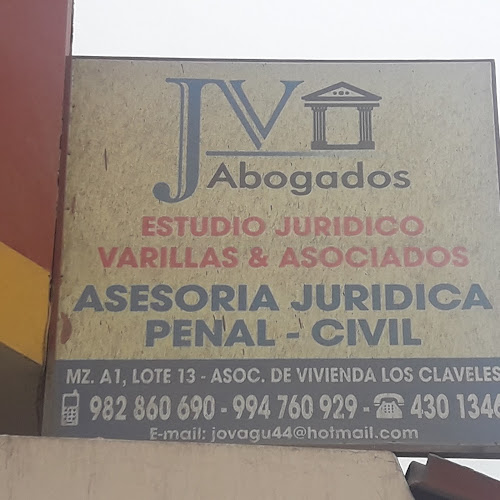 JV
Abogados
ESTUDIO JURIDICO
VARILLAS & ASOCIADOS
ASESORIA JURIDICA
PENAL - CIVIL
MZ. A1, LOTE 13 - ASOC. DE VIVIENDA LOS CLAVELES
982 860 690 - 994 760 929 - 430 1346
E-mail: jovagu44@hotmail.com